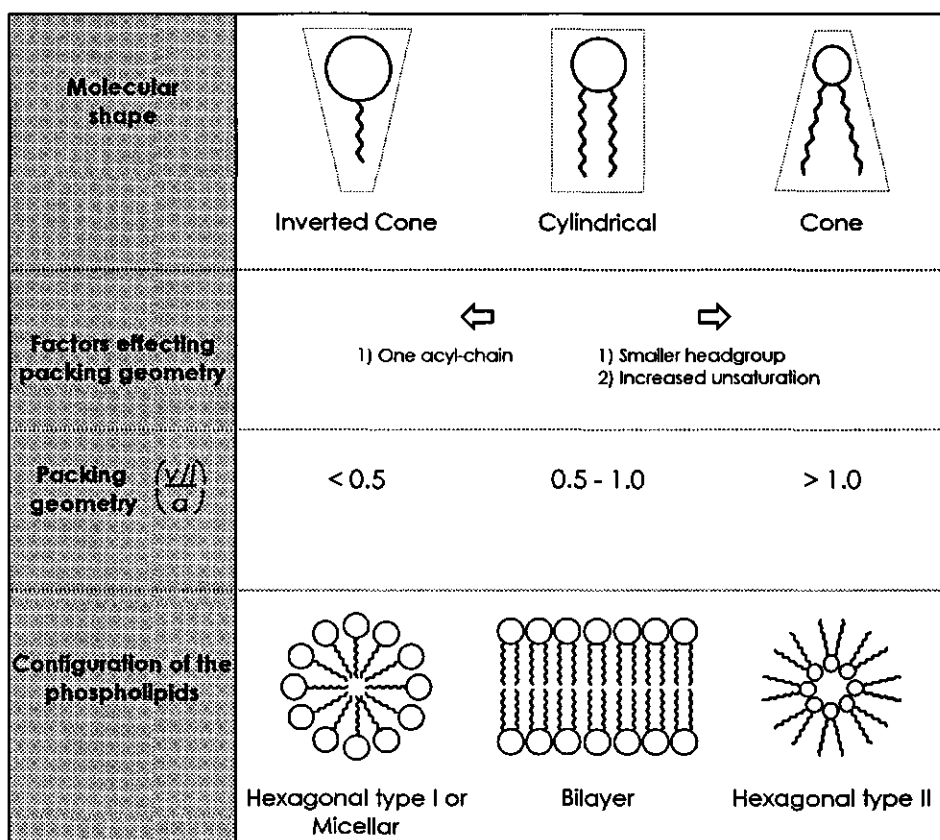 Molecular
shape
Inverted Cone
Cylindrical
Cone
Factors effecting
packing geometry
1) One acyl-chain
1) Smaller headgroup
2) Increased unsaturation
Packing
geometry (v/l / a)
< 0.5
0.5 - 1.0
> 1.0
Configuration of the
phospholipids
Hexagonal type I or
Micellar
Bilayer
Hexagonal type II